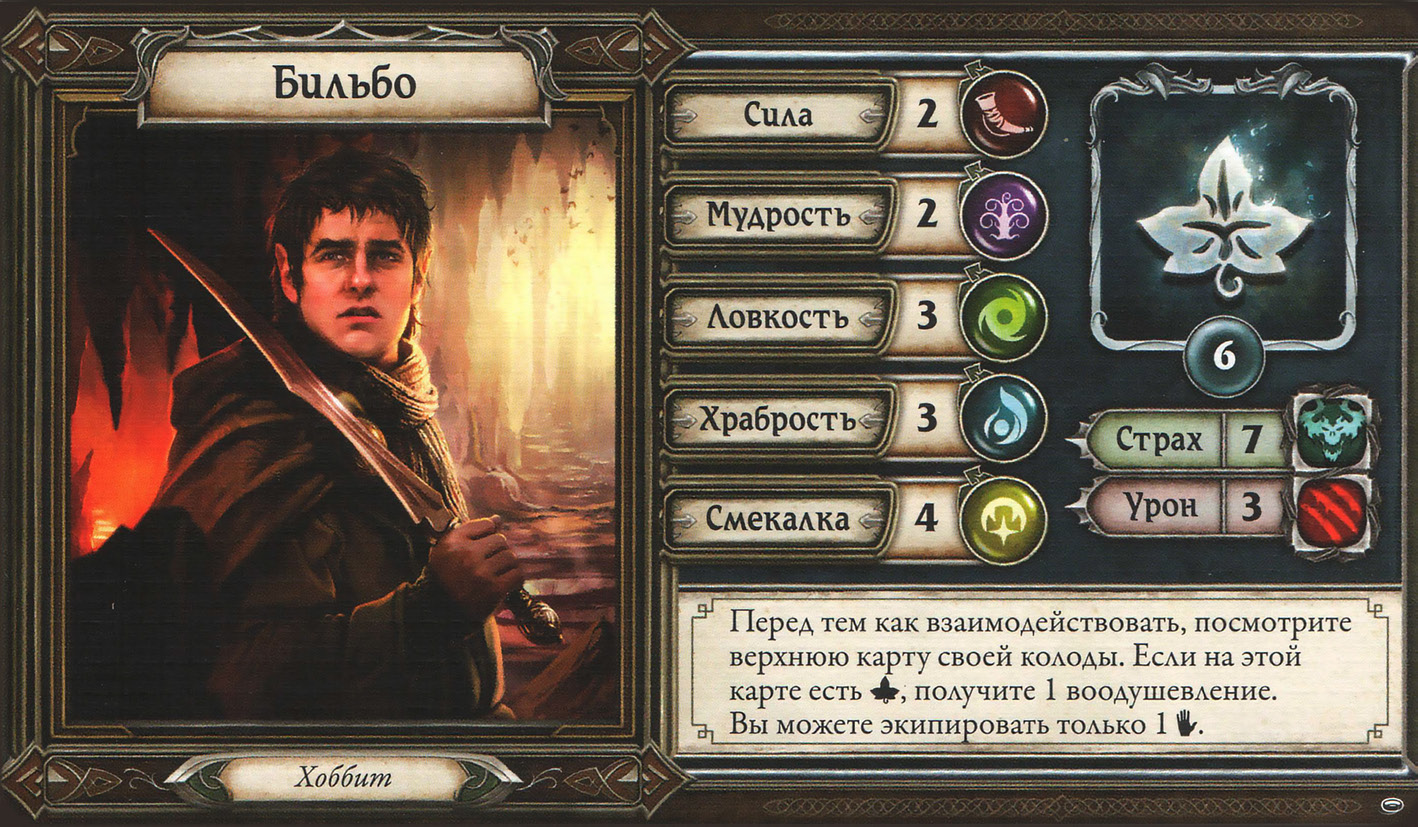 Бильбо
Сила 2
Мудрость 2
Ловкость 3
Храбрость 3
Смекалка 4
6
Страх 7
Урон 3
Перед тем как взаимодействовать, посмотрите
верхнюю карту своей колоды. Если на этой
карте есть , получите 1 воодушевление.
Вы можете экипировать только 1 .
Хоббит